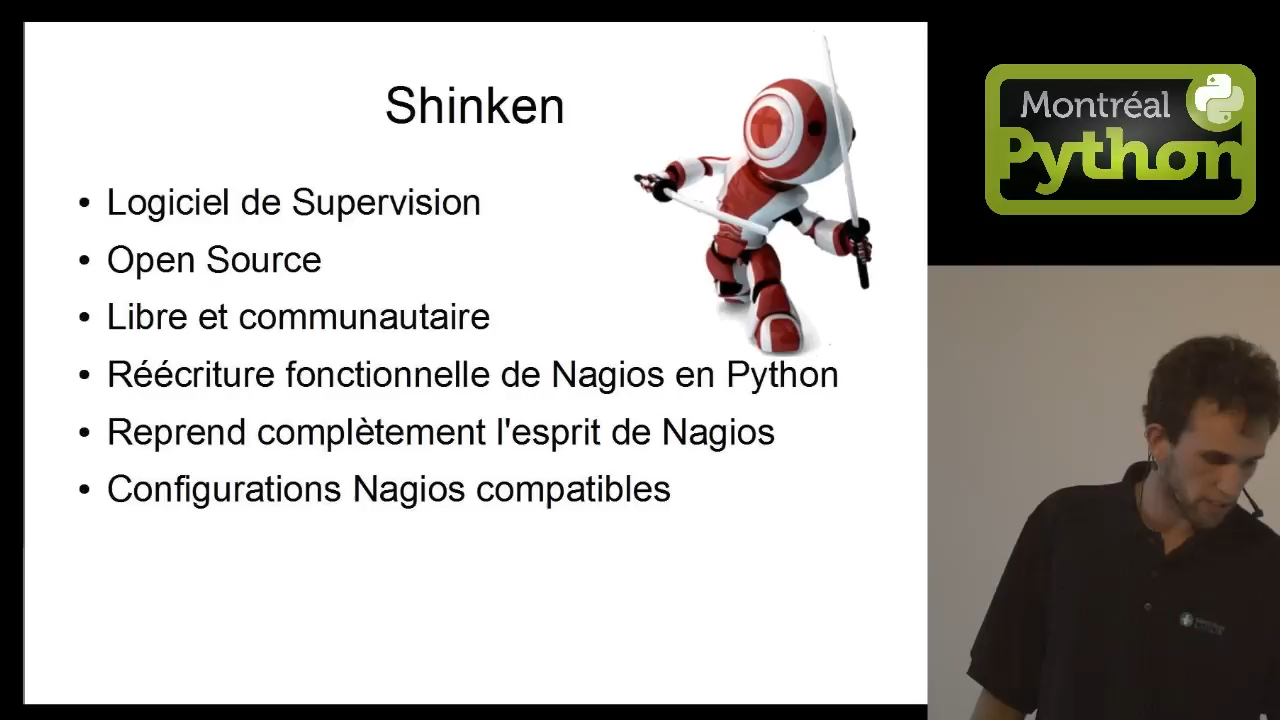 Shinken
• Logiciel de Supervision
• Open Source
• Libre et communautaire
• Réécriture fonctionnelle de Nagios en Python
• Reprend complètement l'esprit de Nagios
• Configurations Nagios compatibles
Montréal
Python